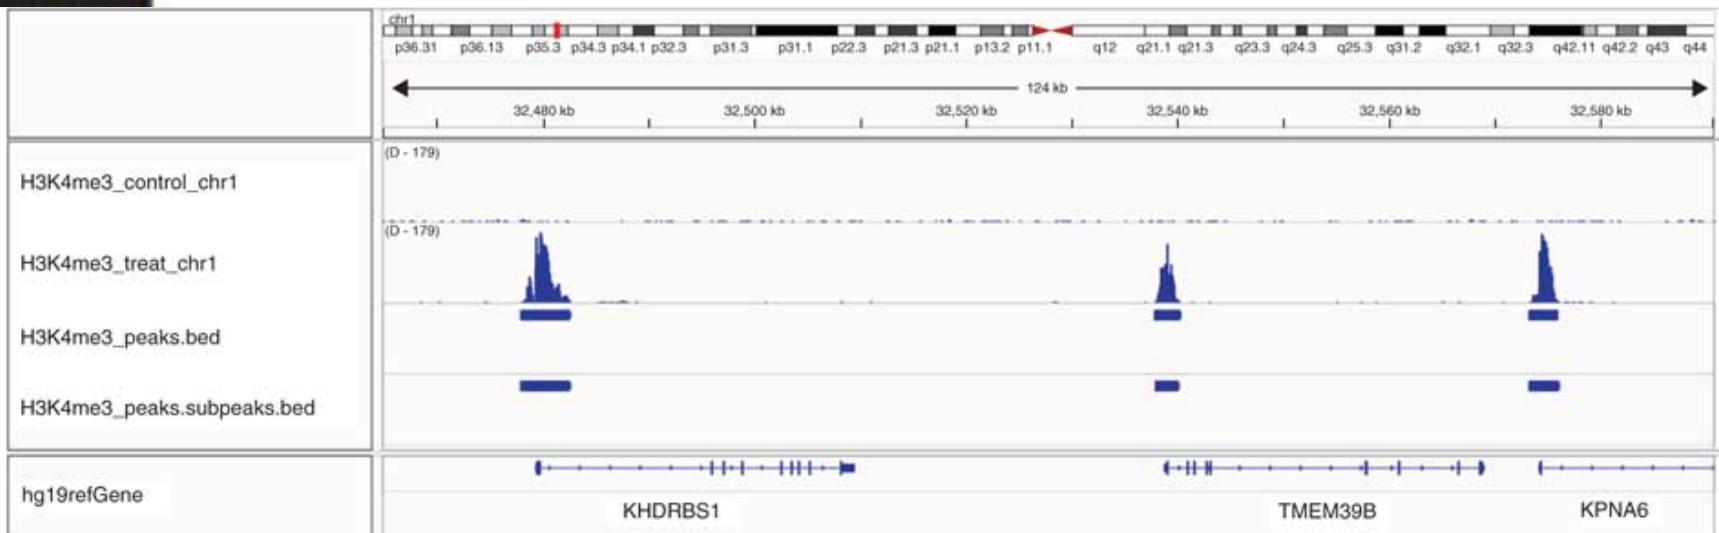 chr1
p36.31 p36.13 p35.3 p34.3 p34.1 p32.3 p31.3 p31.1 p22.3 p21.3 p21.1 p13.2 p11.1 q12 q21.1 q21.3 q23.3 q24.3 q25.3 q31.2 q32.1 q32.3 q42.11 q42.2 q43 q44
124 kb
32,480 kb 32,500 kb 32,520 kb 32,540 kb 32,560 kb 32,580 kb
(D - 179)
H3K4me3_control_chr1
(D - 179)
H3K4me3_treat_chr1
H3K4me3_peaks.bed
H3K4me3_peaks.subpeaks.bed
hg19refGene
KHDRBS1 TMEM39B KPNA6